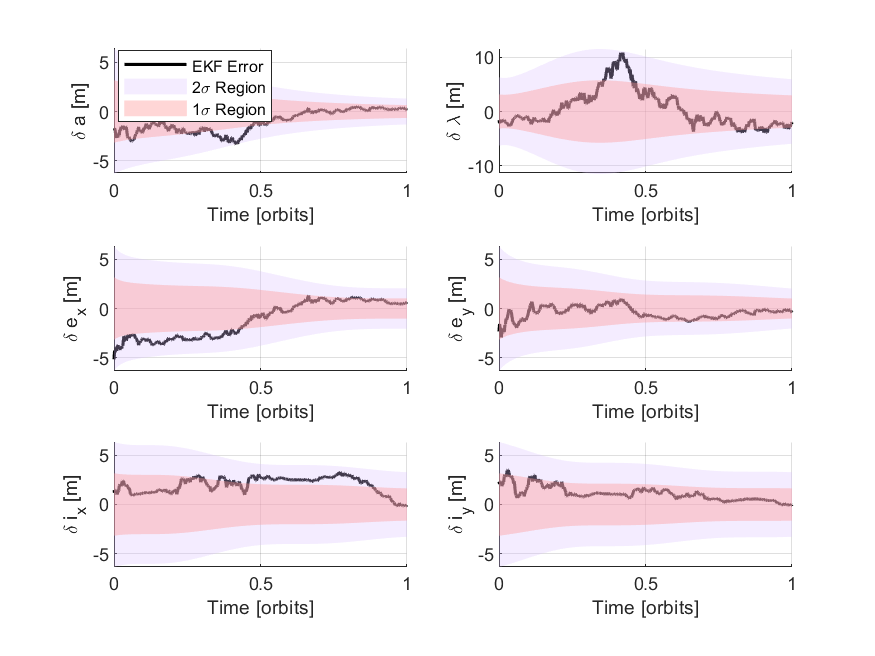 δ a [m]
5
0
-5
EKF Error
2σ Region
1σ Region
0
0.5
1
Time [orbits]
δ λ [m]
10
0
-10
0
0.5
1
Time [orbits]
δ e_x [m]
5
0
-5
0
0.5
1
Time [orbits]
δ e_y [m]
5
0
-5
0
0.5
1
Time [orbits]
δ i_x [m]
5
0
-5
0
0.5
1
Time [orbits]
δ i_y [m]
5
0
-5
0
0.5
1
Time [orbits]